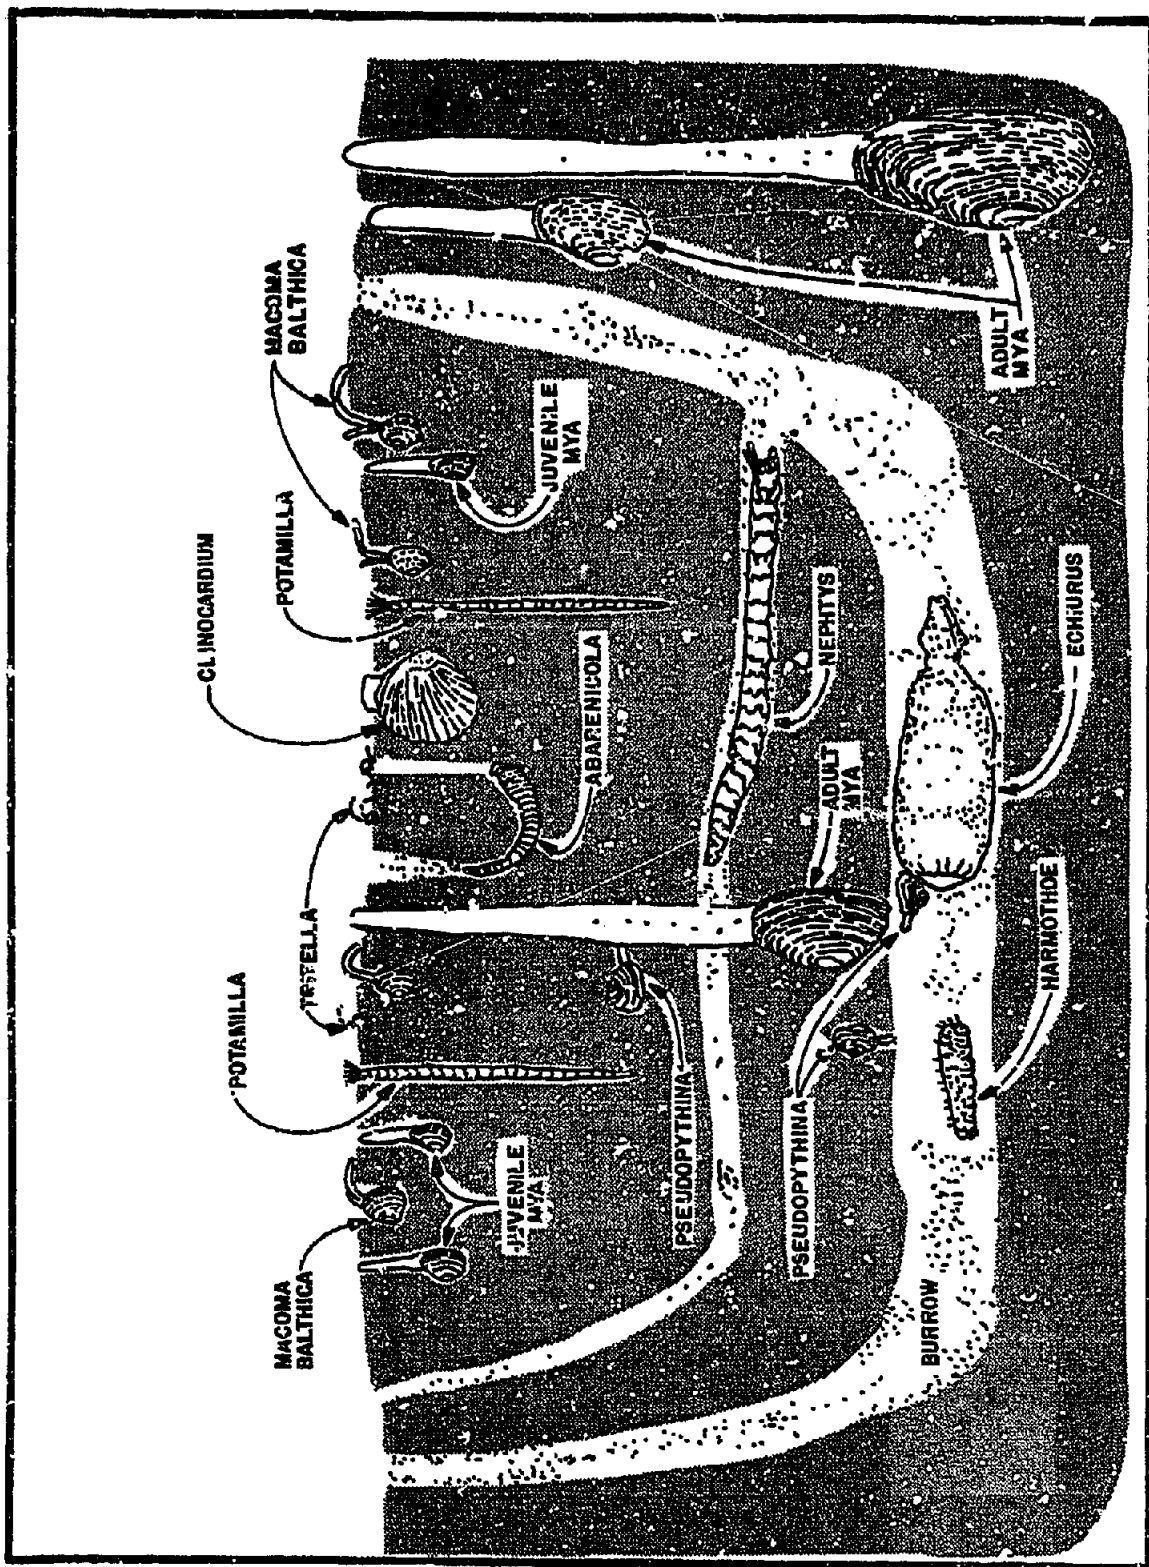 CLINOCARDIUM
POTAMILLA
POTAMILLA
MACOMA
BALTHICA
MACOMA
BALTHICA
JUVENILE
MYA
ABARENICOLA
JUVENILE
MYA
PSEUDOPYTHINA
NEPHTYS
PSEUDOPYTHINA
ADULT
MYA
BURROW
HARMOTHOE
ECHIURUS
ADULT
MYA